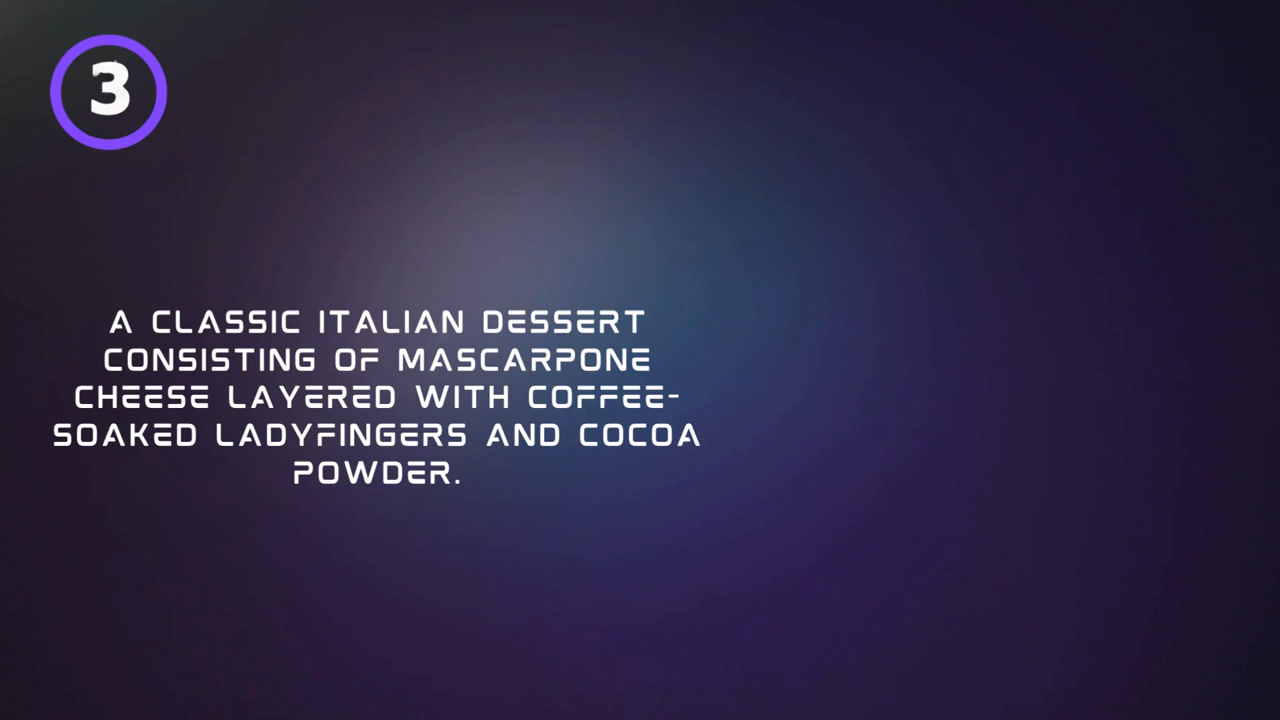 3
A CLASSIC ITALIAN DESSERT
CONSISTING OF MASCARPONE
CHEESE LAYERED WITH COFFEE-
SOAKED LADYFINGERS AND COCOA
POWDER.